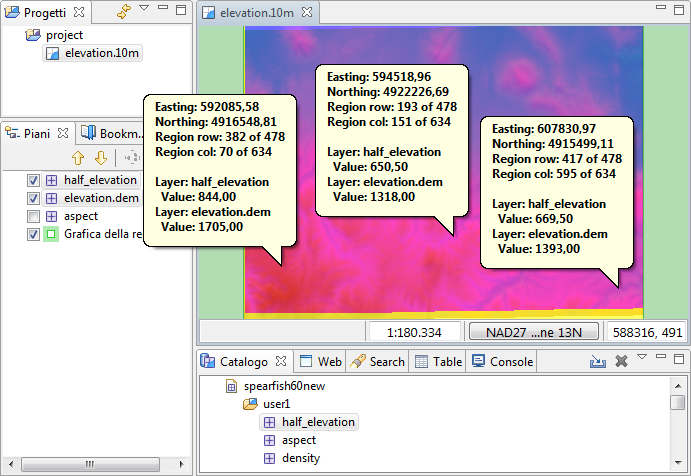 Progetti
project
elevation.10m
Piani
Bookm...
half_elevation
elevation.dem
aspect
Grafica della re
elevation.10m
Easting: 592085,58
Northing: 4916548,81
Region row: 382 of 478
Region col: 70 of 634
Layer: half_elevation
Value: 844,00
Layer: elevation.dem
Value: 1705,00
Easting: 594518,96
Northing: 4922226,69
Region row: 193 of 478
Region col: 151 of 634
Layer: half_elevation
Value: 650,50
Layer: elevation.dem
Value: 1318,00
Easting: 607830,97
Northing: 4915499,11
Region row: 417 of 478
Region col: 595 of 634
Layer: half_elevation
Value: 669,50
Layer: elevation.dem
Value: 1393,00
1:180.334
NAD27 ...ne 13N
588316, 491
Catalogo
Web
Search
Table
Console
spearfish60new
user1
half_elevation
aspect
density